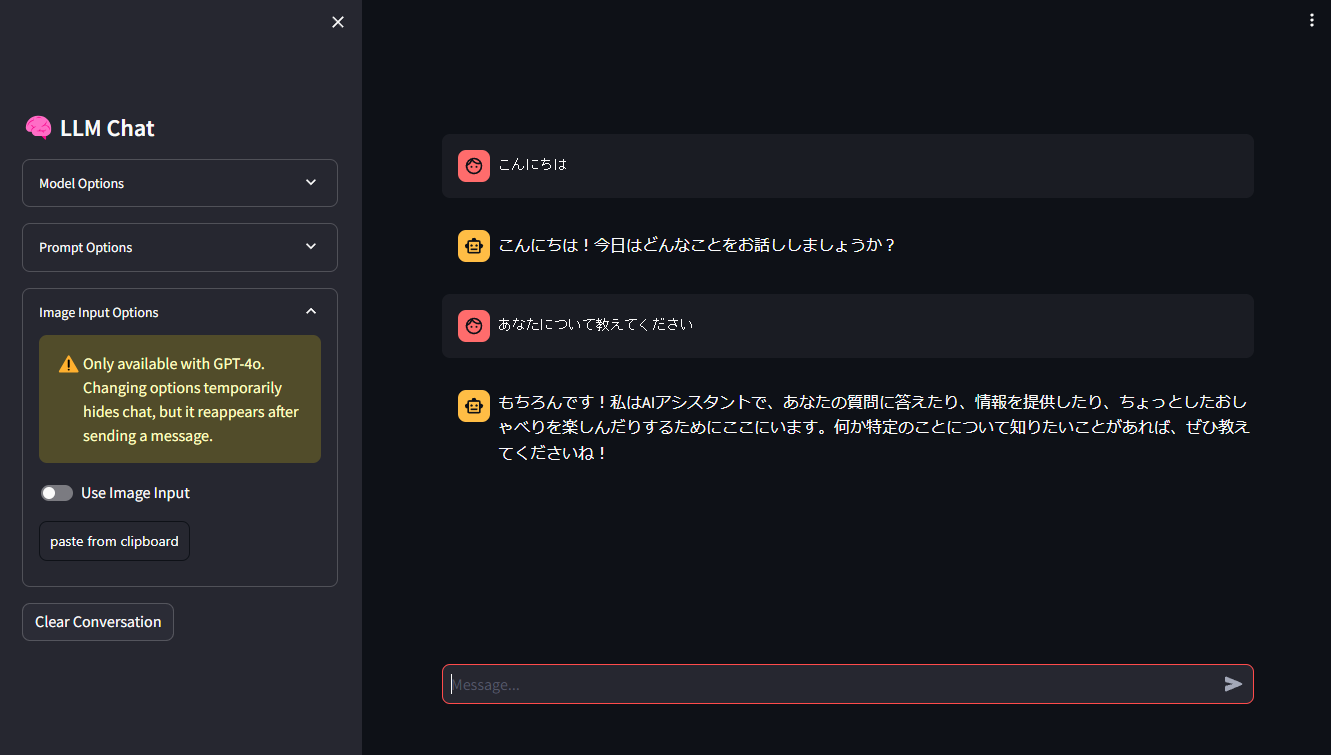 LLM Chat
Model Options
Prompt Options
Image Input Options
Only available with GPT-4o.
Changing options temporarily
hides chat, but it reappears after
sending a message.
Use Image Input
paste from clipboard
Clear Conversation
こんにちは
こんにちは！今日はどんなことをお話ししましょうか？
あなたについて教えてください
もちろんです！私はAIアシスタントで、あなたの質問に答えたり、情報を提供したり、ちょっとしたおし
ゃべりを楽しんだりするためにここにいます。何か特定のことについて知りたいことがあれば、ぜひ教え
てくださいね！
Message...